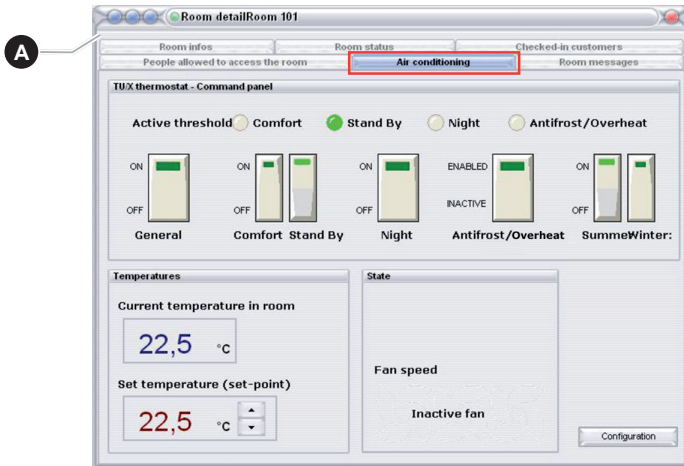 A
Room detailRoom 101
Room infos Room status Checked-in customers
People allowed to access the room Air conditioning Room messages
TU/X thermostat - Command panel
Active threshold Comfort Stand By Night Antifrost/Overheat
ON ON ON ENABLED ON
OFF OFF OFF INACTIVE OFF
General Comfort Stand By Night Antifrost/Overheat Summer Winter:
Temperatures
Current temperature in room
22,5 °C
Set temperature (set-point)
22,5 °C
State
Fan speed
Inactive fan
Configuration